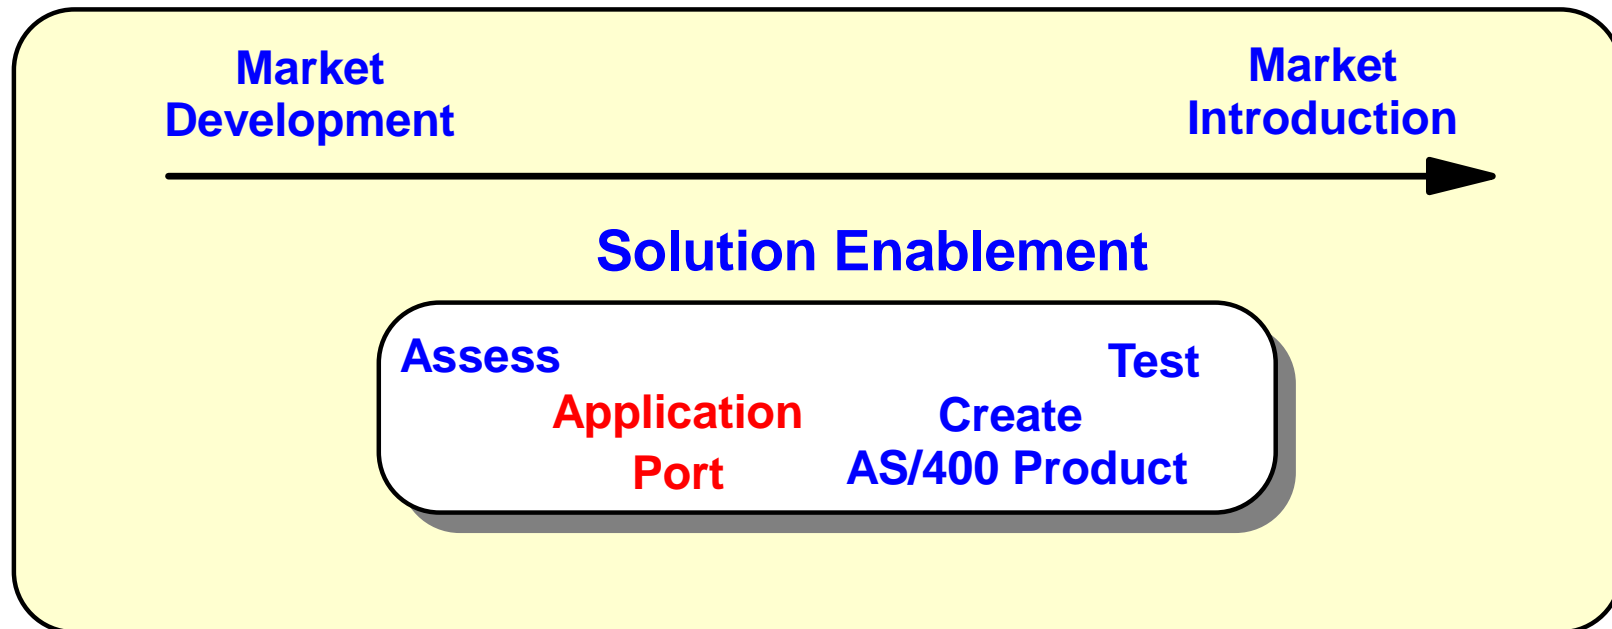 Market
Development
Market
Introduction
Solution Enablement
Assess
Application
Port
Create
AS/400 Product
Test